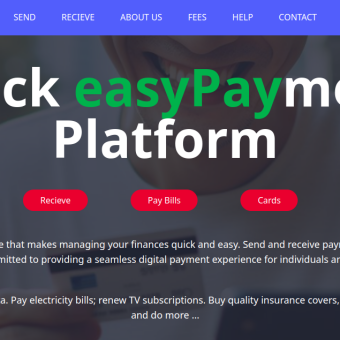 SEND RECIEVE ABOUT US FEES HELP CONTACT
ck easyPayme
Platform
Recieve Pay Bills Cards
e that makes managing your finances quick and easy. Send and receive pay
mitted to providing a seamless digital payment experience for individuals a
a. Pay electricity bills; renew TV subscriptions. Buy quality insurance covers,
and do more ...